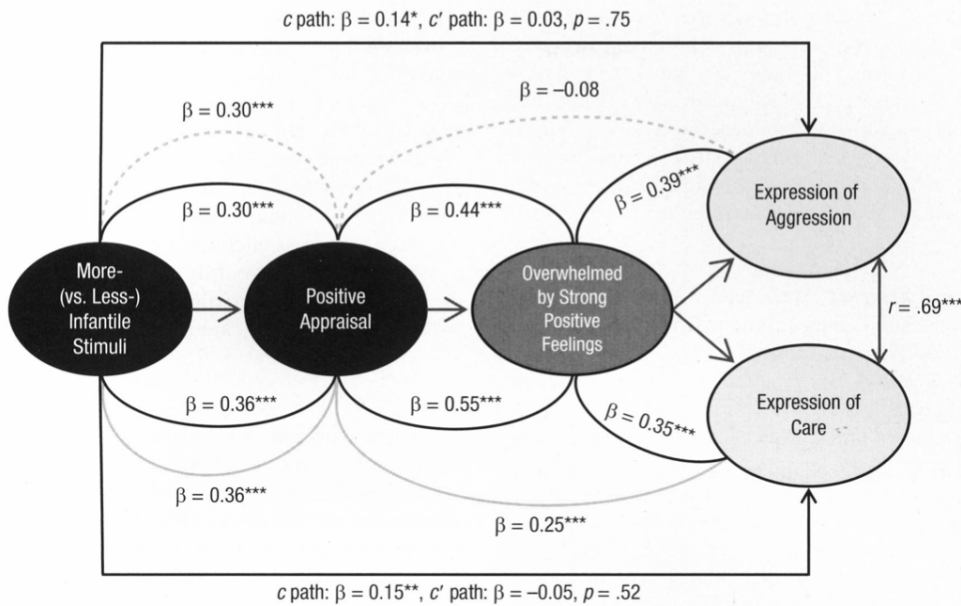 c path: β = 0.14*, c′ path: β = 0.03, p = .75
β = 0.30***
β = –0.08
β = 0.30***
β = 0.44***
β = 0.39***
Expression of
Aggression
More-
(vs. Less-)
Infantile
Stimuli
Positive
Appraisal
Overwhelmed
by Strong
Positive
Feelings
r = .69***
β = 0.36***
β = 0.55***
β = 0.35***
Expression of
Care
β = 0.36***
β = 0.25***
c path: β = 0.15**, c′ path: β = –0.05, p = .52